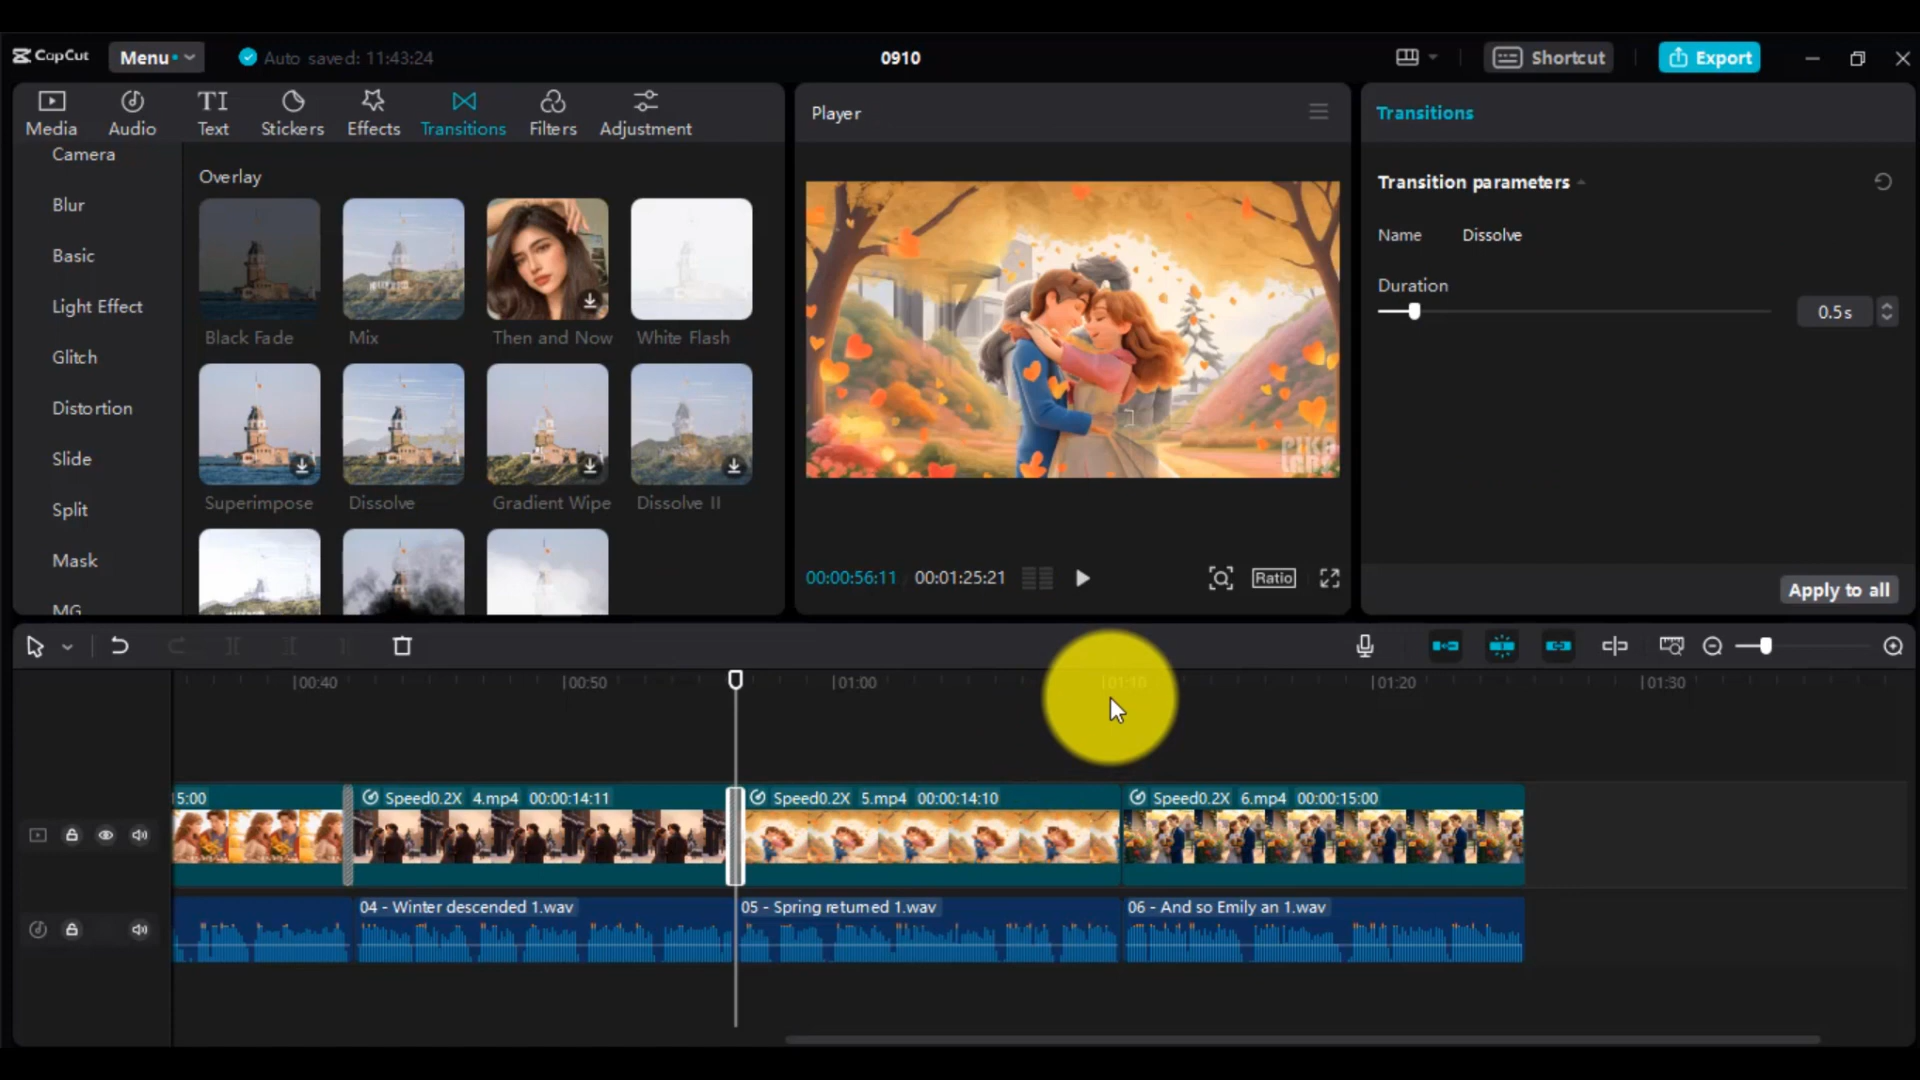 CapCut
Menu
Auto saved: 11:43:24
0910
Shortcut
Export
Media
Audio
TI
Text
Stickers
Effects
Transitions
Filters
Adjustment
Camera
Blur
Basic
Light Effect
Glitch
Distortion
Slide
Split
Mask
MG
Overlay
Black Fade
Mix
Then and Now
White Flash
Superimpose
Dissolve
Gradient Wipe
Dissolve II
Player
PIKA
LABS
00:00:56:11
00:01:25:21
Ratio
Transitions
Transition parameters
Name
Dissolve
Duration
0.5s
Apply to all
00:40
00:50
01:00
01:10
01:20
01:30
5:00
Speed0.2X 4.mp4 00:00:14:11
Speed0.2X 5.mp4 00:00:14:10
Speed0.2X 6.mp4 00:00:15:00
04 - Winter descended 1.wav
05 - Spring returned 1.wav
06 - And so Emily an 1.wav